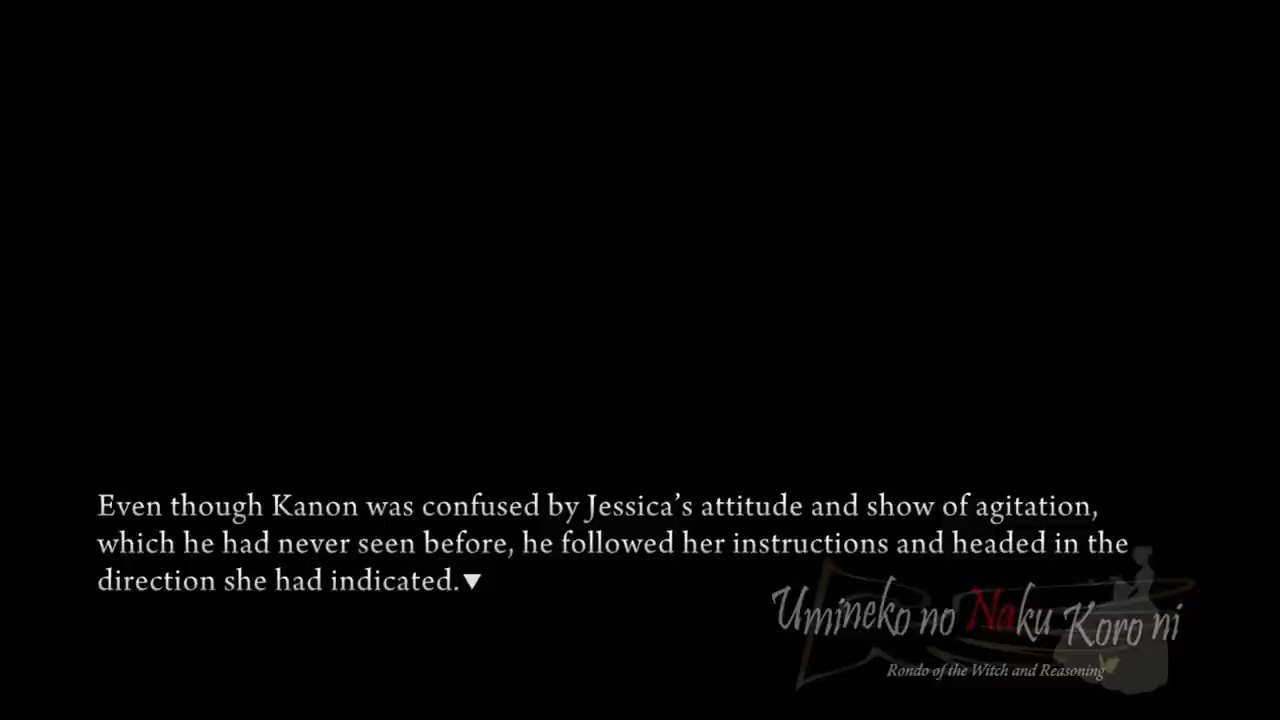 Even though Kanon was confused by Jessica’s attitude and show of agitation,
which he had never seen before, he followed her instructions and headed in the
direction she had indicated.▼
Umineko no Naku Koro ni
Rondo of the Witch and Reasoning